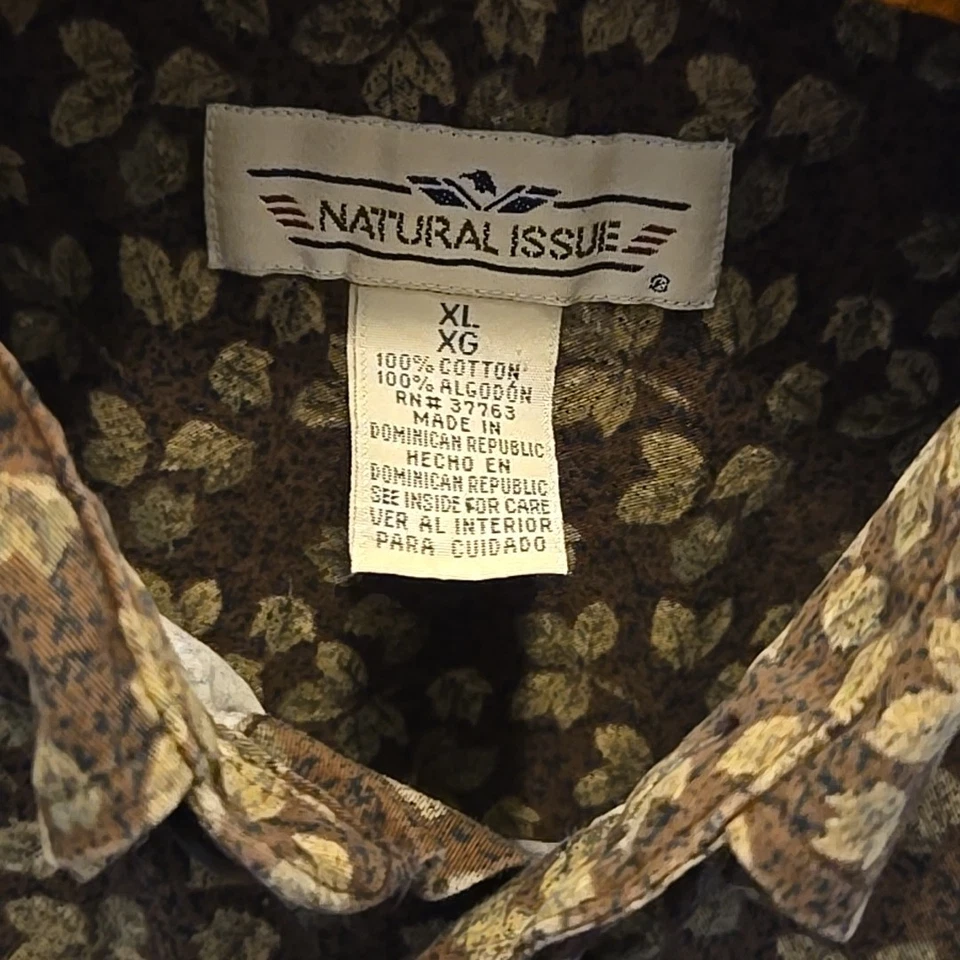 NATURAL ISSUE
®
XL
XG
100% COTTON
100% ALGODÓN
RN# 37763
MADE IN
DOMINICAN REPUBLIC
HECHO EN
DOMINICAN REPUBLIC
SEE INSIDE FOR CARE
VER AL INTERIOR
PARA CUIDADO